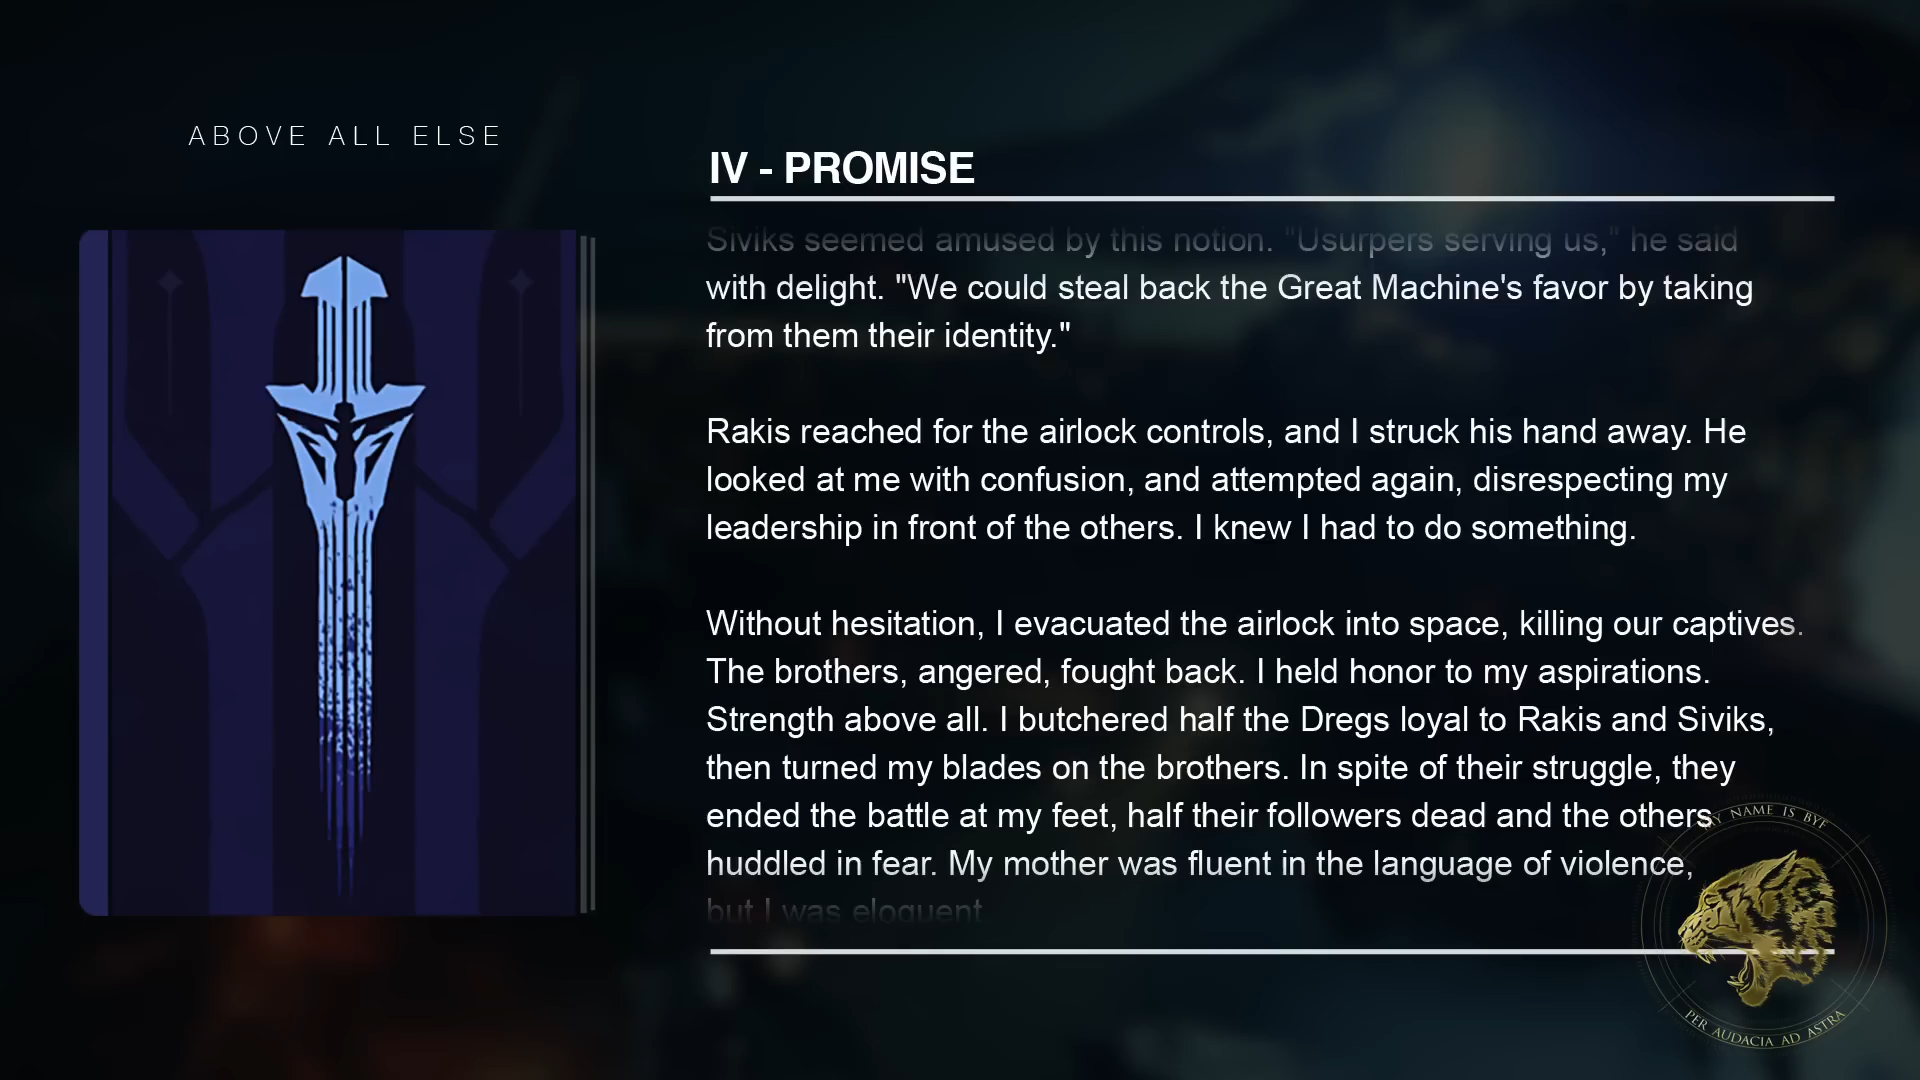 ABOVE ALL ELSE
IV - PROMISE
Siviks seemed amused by this notion. "Usurpers serving us," he said
with delight. "We could steal back the Great Machine's favor by taking
from them their identity."
Rakis reached for the airlock controls, and I struck his hand away. He
looked at me with confusion, and attempted again, disrespecting my
leadership in front of the others. I knew I had to do something.
Without hesitation, I evacuated the airlock into space, killing our captives.
The brothers, angered, fought back. I held honor to my aspirations.
Strength above all. I butchered half the Dregs loyal to Rakis and Siviks,
then turned my blades on the brothers. In spite of their struggle, they
ended the battle at my feet, half their followers dead and the others
huddled in fear. My mother was fluent in the language of violence,
but I was eloquent
MY NAME IS BYF
PER AUDACIA AD ASTRA